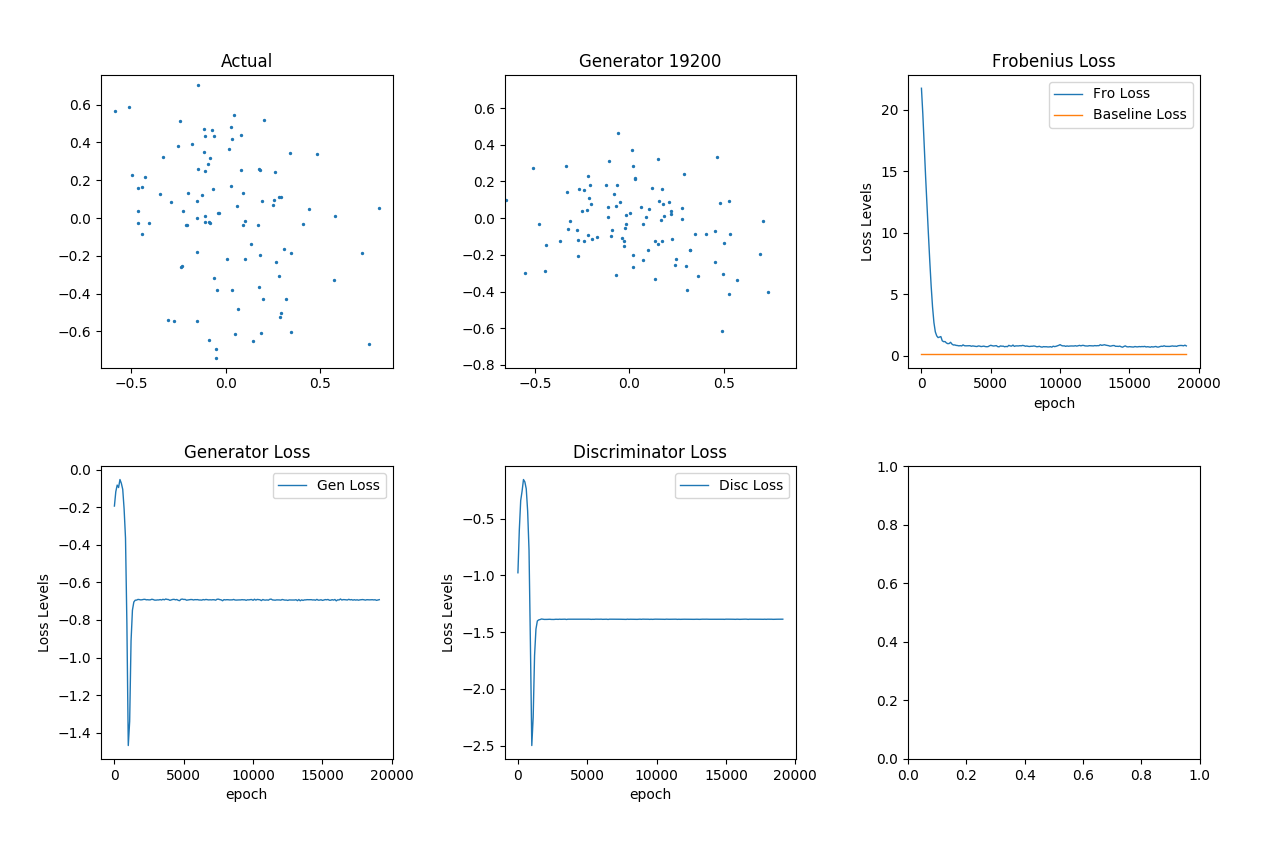 Actual
0.6
0.4
0.2
0.0
−0.2
−0.4
−0.6
−0.5 0.0 0.5
Generator 19200
0.6
0.4
0.2
0.0
−0.2
−0.4
−0.6
−0.8
−0.5 0.0 0.5
Frobenius Loss
Fro Loss
Baseline Loss
Loss Levels
20
15
10
5
0
0 5000 10000 15000 20000
epoch
Generator Loss
Gen Loss
Loss Levels
0.0
−0.2
−0.4
−0.6
−0.8
−1.0
−1.2
−1.4
0 5000 10000 15000 20000
epoch
Discriminator Loss
Disc Loss
Loss Levels
−0.5
−1.0
−1.5
−2.0
−2.5
0 5000 10000 15000 20000
epoch
1.0
0.8
0.6
0.4
0.2
0.0
0.0 0.2 0.4 0.6 0.8 1.0